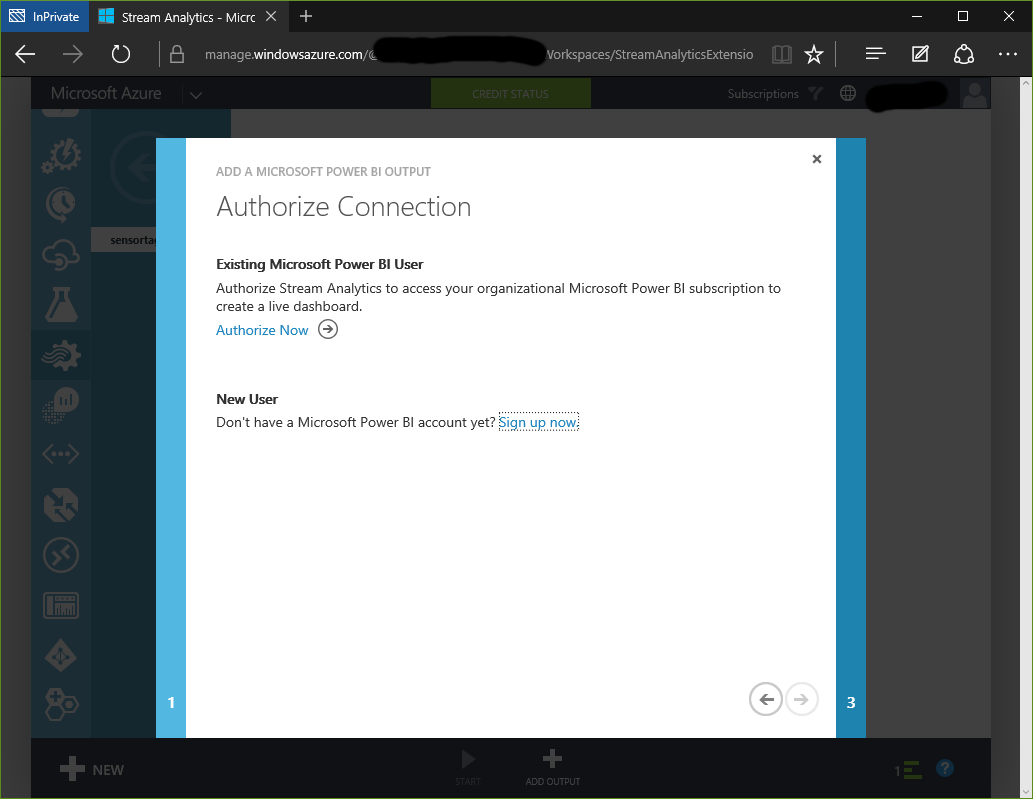 InPrivate
Stream Analytics - Micrc
manage.windowsazure.com/@
Workspaces/StreamAnalyticsExtensio
Microsoft Azure
CREDIT STATUS
Subscriptions
sensortag
ADD A MICROSOFT POWER BI OUTPUT
Authorize Connection
Existing Microsoft Power BI User
Authorize Stream Analytics to access your organizational Microsoft Power BI subscription to
create a live dashboard.
Authorize Now
New User
Don't have a Microsoft Power BI account yet? Sign up now.
1
3
NEW
START
ADD OUTPUT
1
?